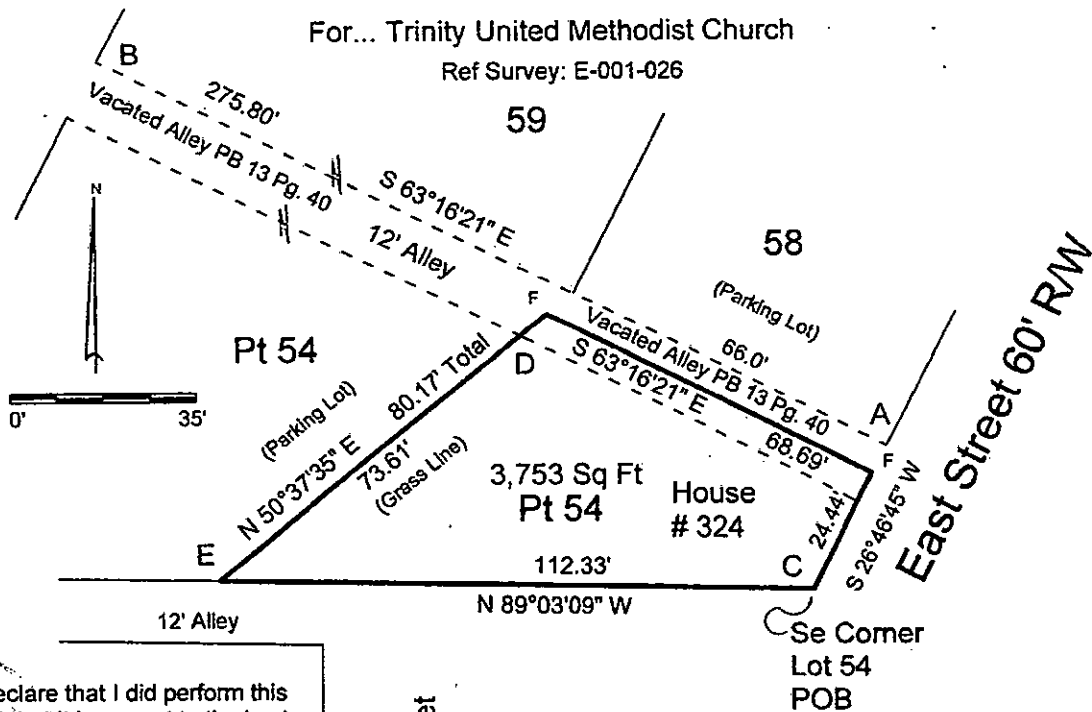 For... Trinity United Methodist Church
Ref Survey: E-001-026
B
275.80'
59
Vacated Alley PB 13 Pg. 40
S 63°16'21" E
12' Alley
58
(Parking Lot)
N
F
Vacated Alley PB 13 Pg. 40
66.0'
A
Pt 54
D
S 63°16'21" E
68.69'
F
0'
35'
(Parking Lot)
80.17' Total
N 50°37'35" E
73.61'
(Grass Line)
3,753 Sq Ft
Pt 54
House
# 324
24.44'
S 26°46'45" W
East Street 60' R/W
E
112.33'
C
N 89°03'09" W
12' Alley
Se Corner
Lot 54
POB
eclare that I did perform this